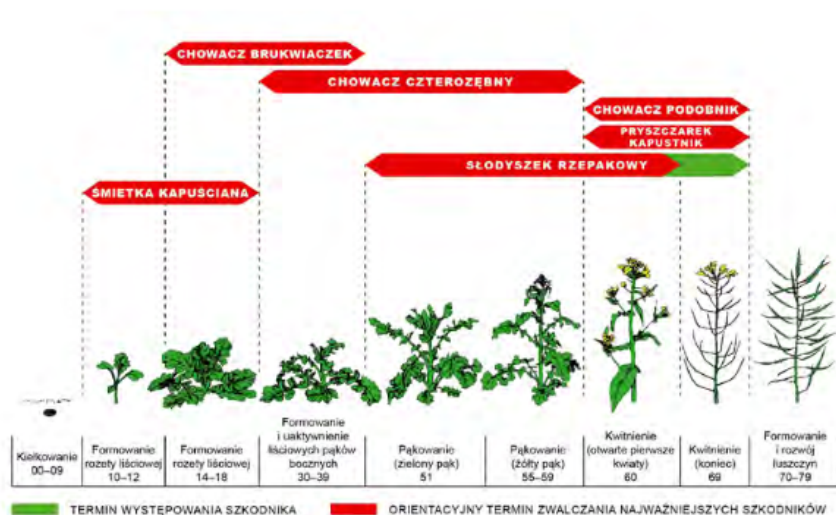 CHOWACZ BRUKWIACZEK
CHOWACZ CZTEROZĘBNY
CHOWACZ PODOBNIK
PRYSZCZAREK
KAPUSTNIK
SŁODYSZEK RZEPAKOWY
ŚMIETKA KAPUŚCIANA
Kiełkowanie
00–09
Formowanie
rozety liściowej
10–12
Formowanie
rozety liściowej
14–18
Formowanie
i uaktywnienie
liściowych pąków
bocznych
30–39
Pąkowanie
(zielony pąk)
51
Pąkowanie
(żółty pąk)
55–59
Kwitnienie
(otwarte pierwsze
kwiaty)
60
Kwitnienie
(koniec)
69
Formowanie
i rozwój
łuszczyn
70–79
TERMIN WYSTĘPOWANIA SZKODNIKA
ORIENTACYJNY TERMIN ZWALCZANIA NAJWAŻNIEJSZYCH SZKODNIKÓW